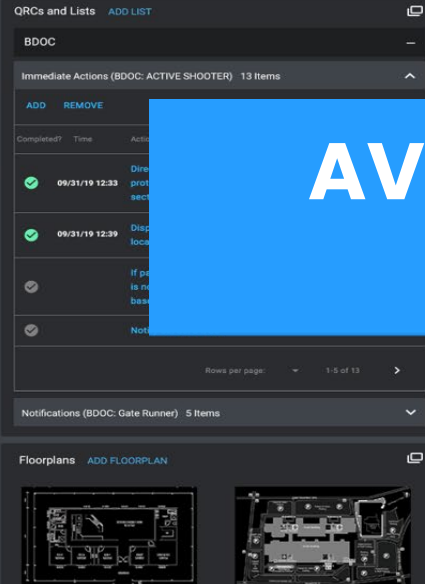 QRCs and Lists ADD LIST
BDOC
Immediate Actions (BDOC: ACTIVE SHOOTER) 13 Items
ADD REMOVE
AV
Completed? Time
09/31/19 12:33
09/31/19 12:39
If
is
Rows per page: 1-5 of 13
Notifications (BDOC: Gate Runner) 5 Items
Floorplans ADD FLOORPLAN